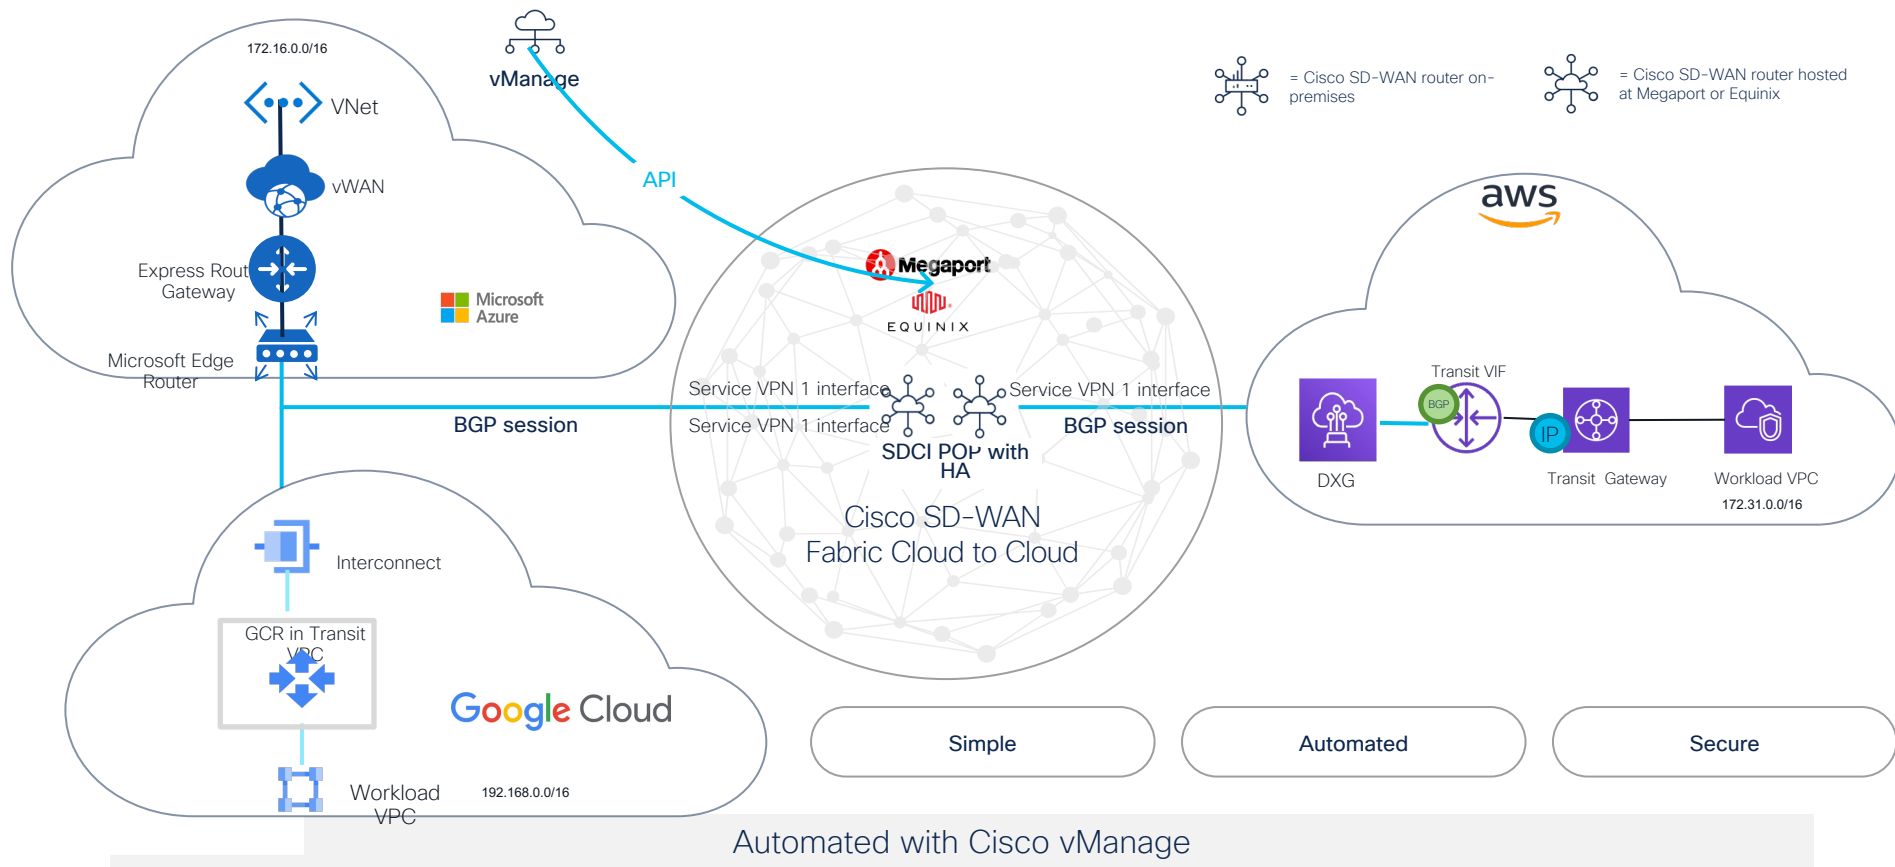 172.16.0.0/16
VNet
vWAN
Express Rout
Gateway
Microsoft Edge
Router
Microsoft
Azure
vManage
API
= Cisco SD-WAN router on-
premises
= Cisco SD-WAN router hosted
at Megaport or Equinix
Megaport
EQUINIX
Service VPN 1 interface
Service VPN 1 interface
BGP session
SDCI POP with
HA
Service VPN 1 interface
BGP session
Cisco SD-WAN
Fabric Cloud to Cloud
aws
Transit VIF
BGP
IP
DXG
Transit Gateway
Workload VPC
172.31.0.0/16
Interconnect
GCR in Transit
VPC
Google Cloud
Workload
VPC
192.168.0.0/16
Simple
Automated
Secure
Automated with Cisco vManage